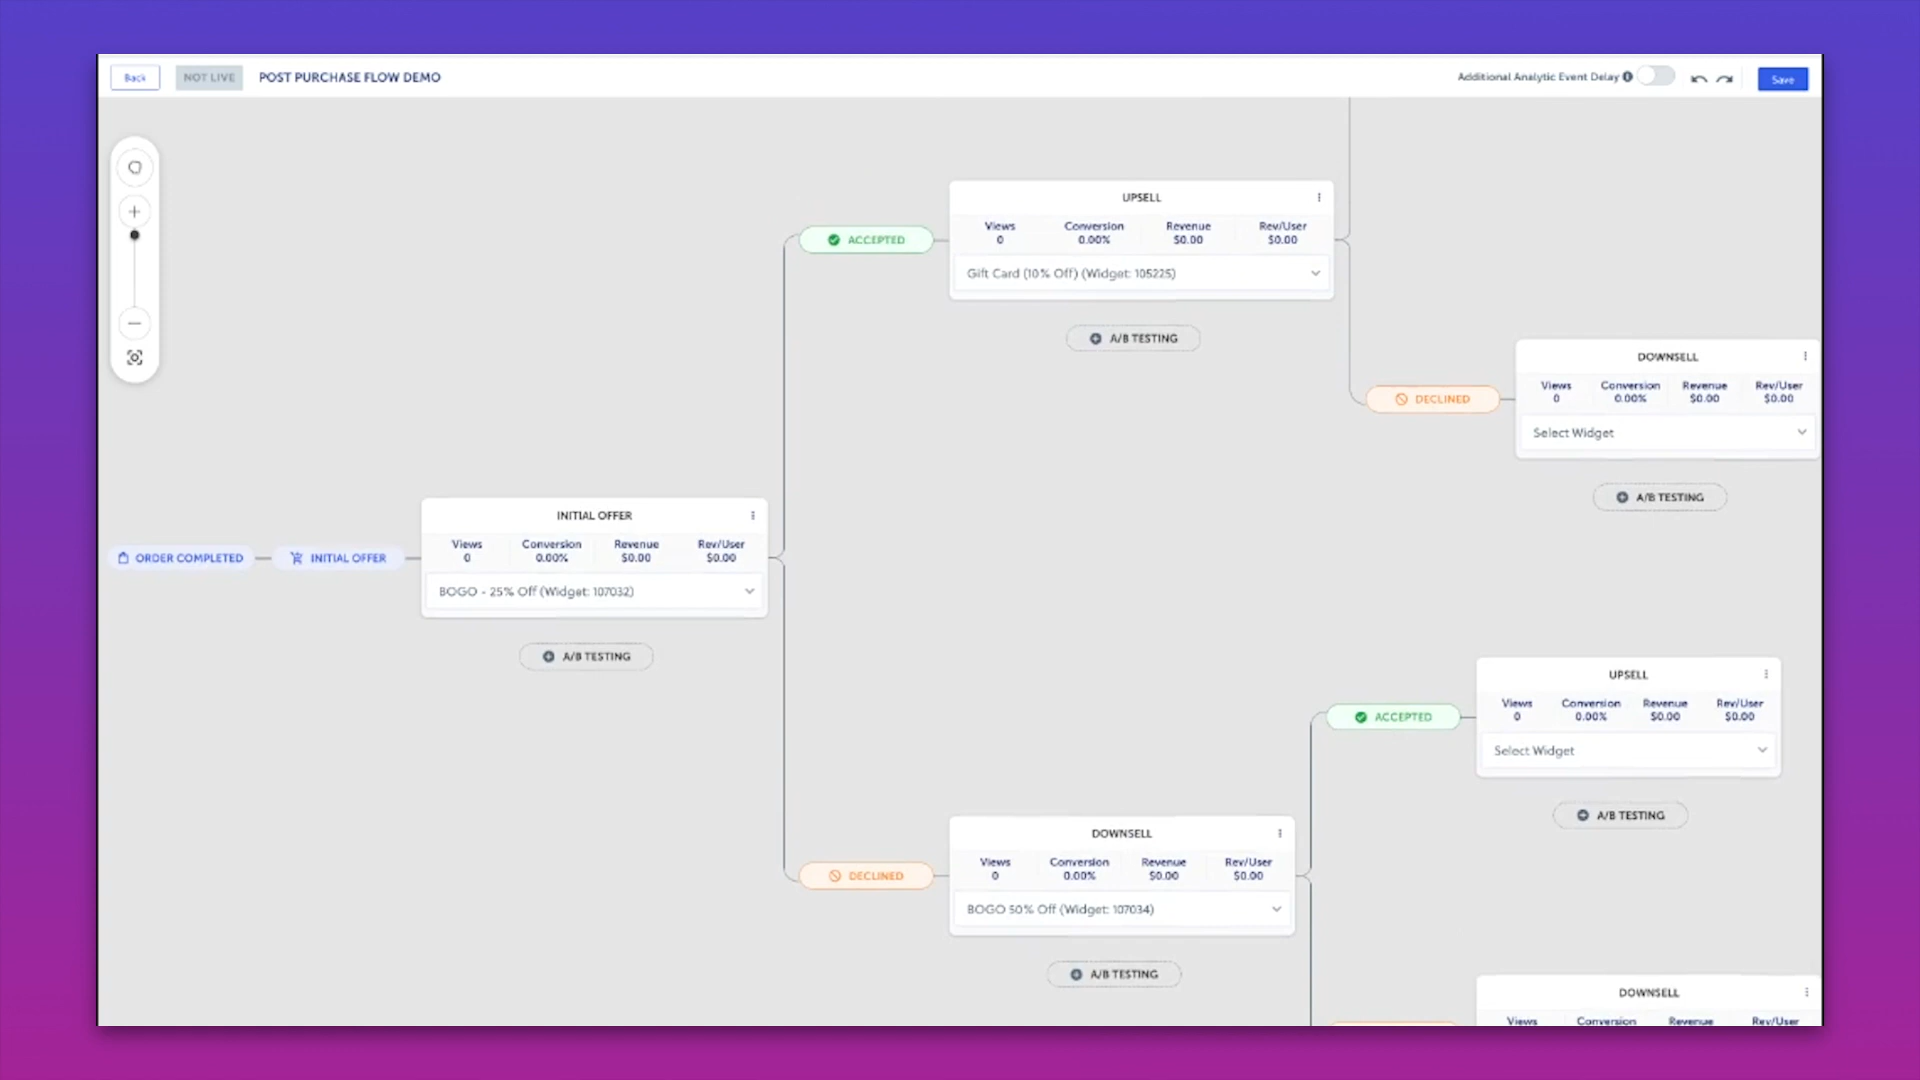 Back
NOT LIVE
POST PURCHASE FLOW DEMO
Additional Analytic Event Delay
Save
UPSELL
Views Conversion Revenue Rev/User
0 0.00% $0.00 $0.00
ACCEPTED
Gift Card (10% Off) (Widget: 105225)
A/B TESTING
DOWNSELL
Views Conversion Revenue Rev/User
0 0.00% $0.00 $0.00
DECLINED
Select Widget
A/B TESTING
INITIAL OFFER
Views Conversion Revenue Rev/User
0 0.00% $0.00 $0.00
ORDER COMPLETED
INITIAL OFFER
BOGO - 25% Off (Widget: 107032)
A/B TESTING
UPSELL
Views Conversion Revenue Rev/User
0 0.00% $0.00 $0.00
ACCEPTED
Select Widget
A/B TESTING
DOWNSELL
Views Conversion Revenue Rev/User
0 0.00% $0.00 $0.00
DECLINED
BOGO 50% Off (Widget: 107034)
A/B TESTING
DOWNSELL
Views Conversion Revenue Rev/User